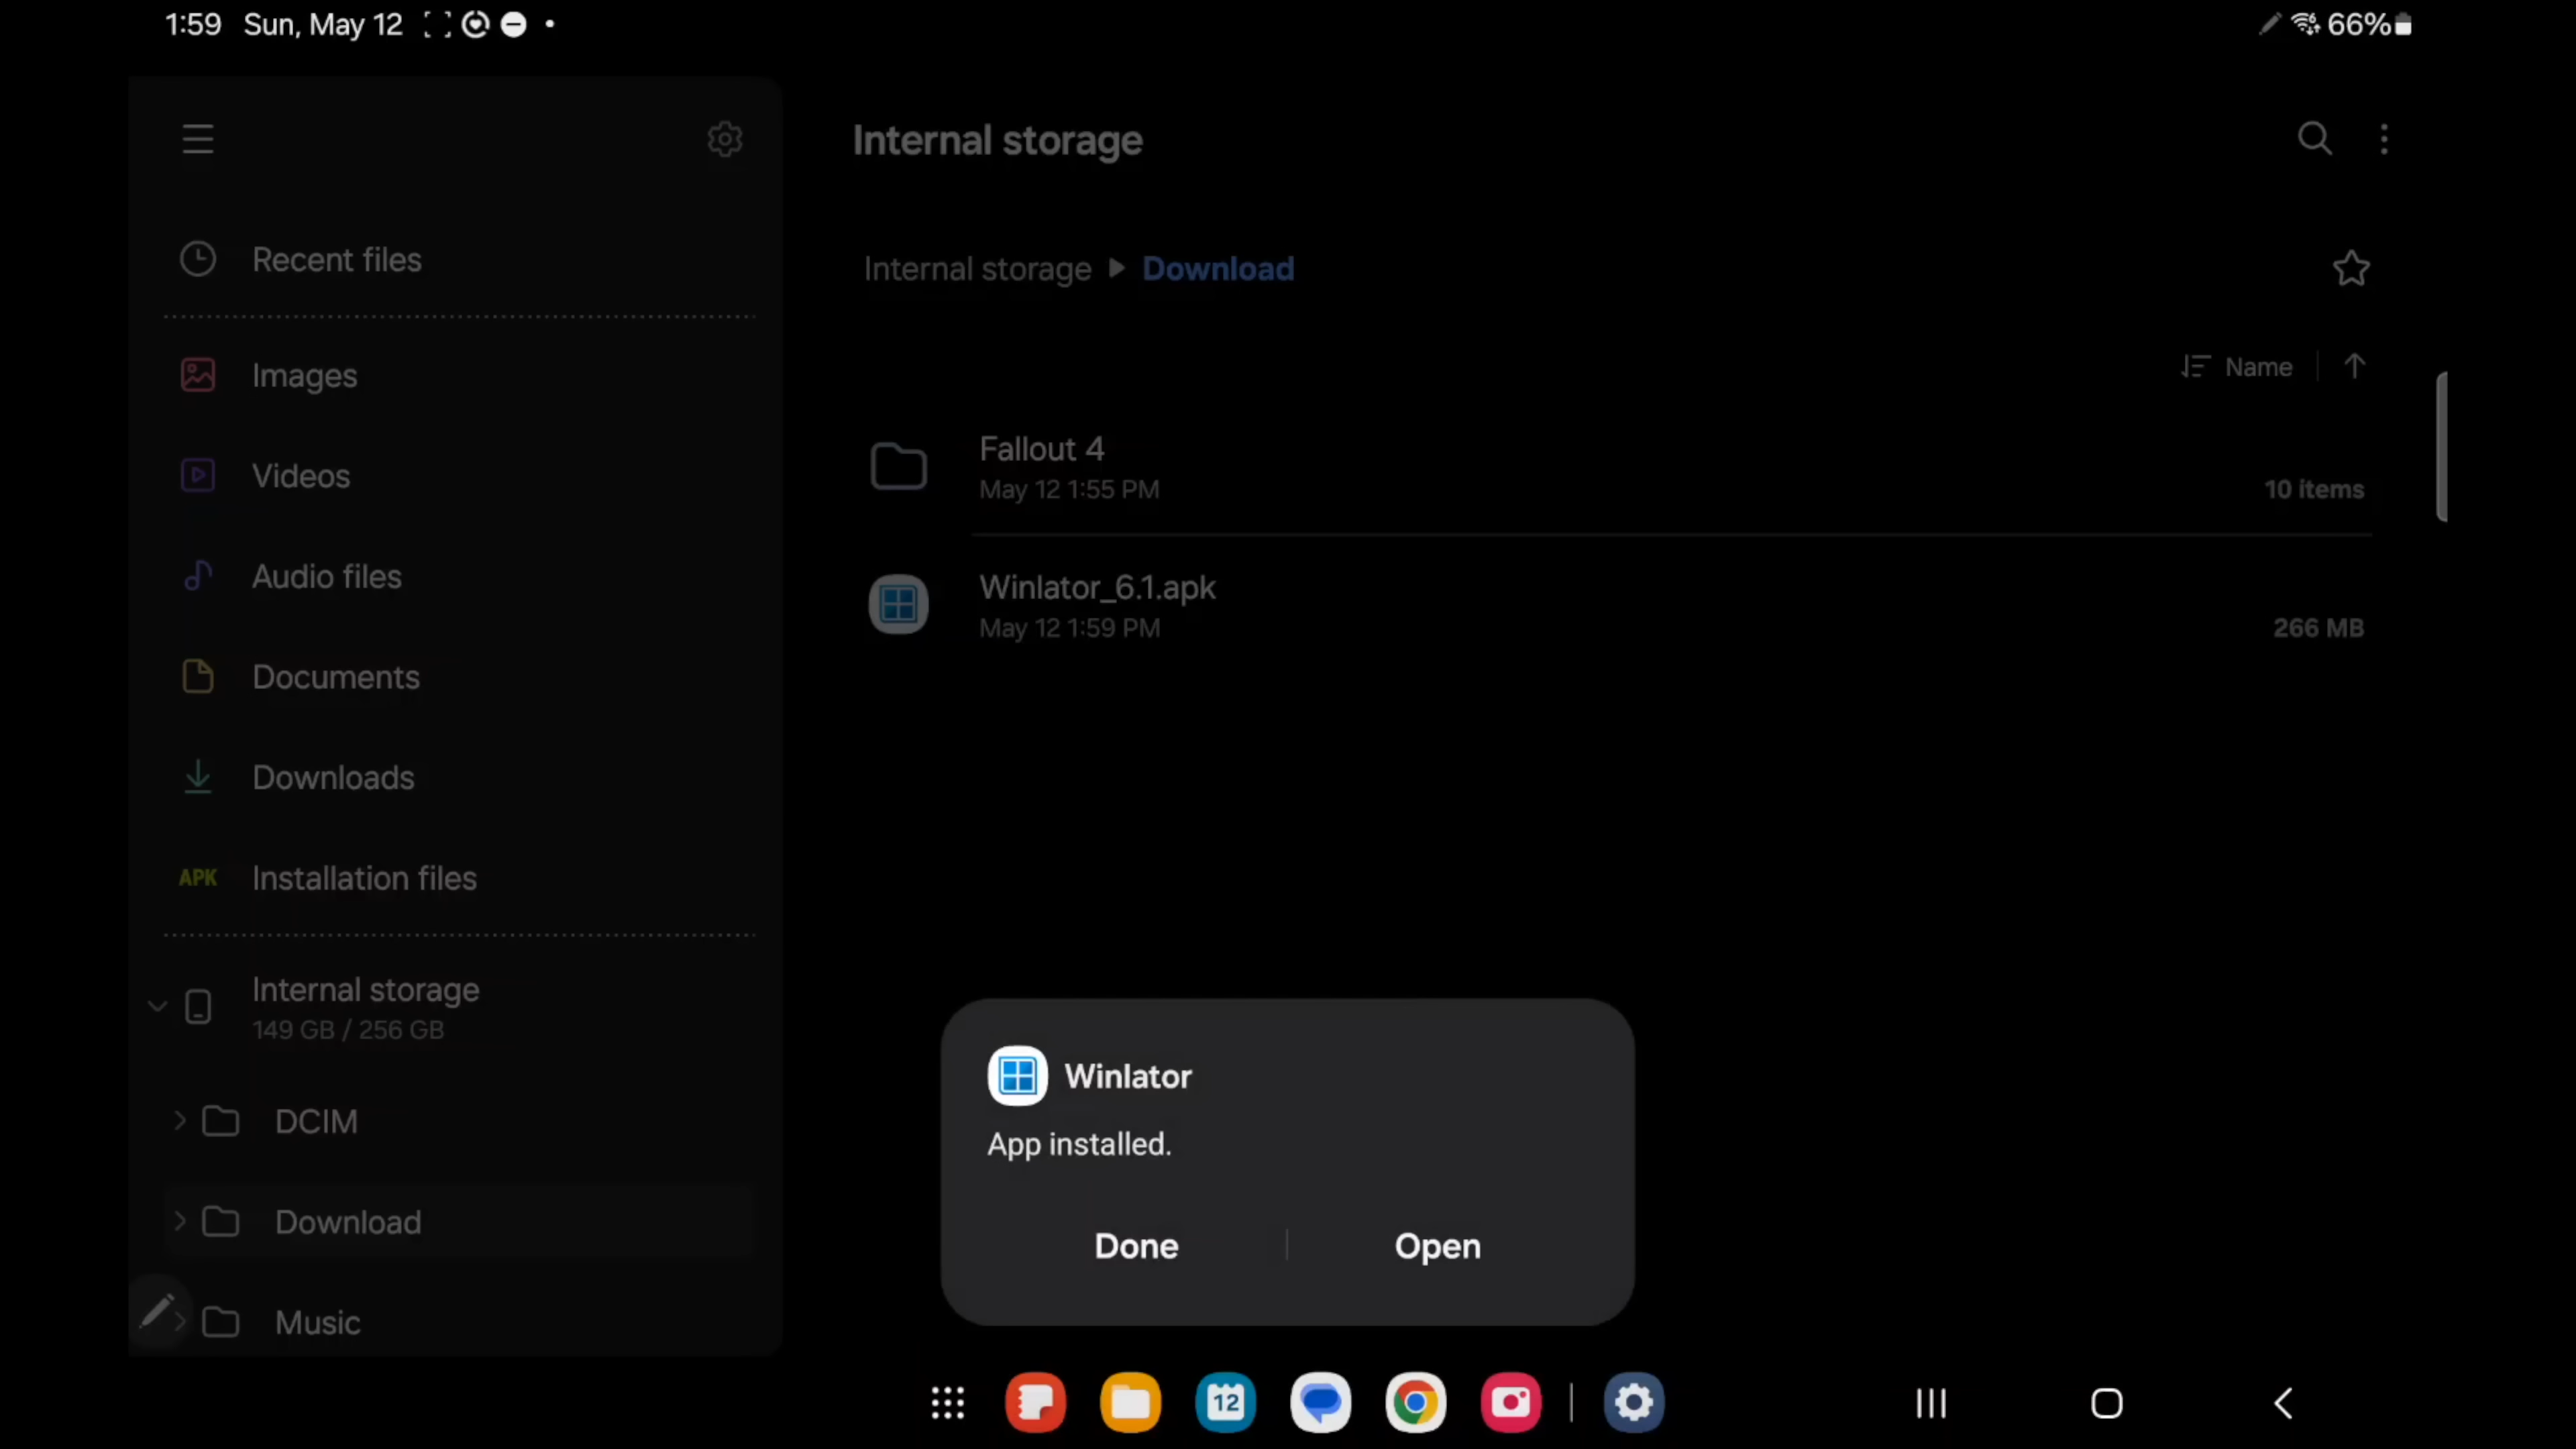 1:59 Sun, May 12
66%
Internal storage
Recent files
Internal storage ▶ Download
Images
Name
Videos
Fallout 4
May 12 1:55 PM
10 items
Audio files
Winlator_6.1.apk
May 12 1:59 PM
266 MB
Documents
Downloads
APK Installation files
Internal storage
149 GB / 256 GB
DCIM
Download
Music
Winlator
App installed.
Done
Open
12